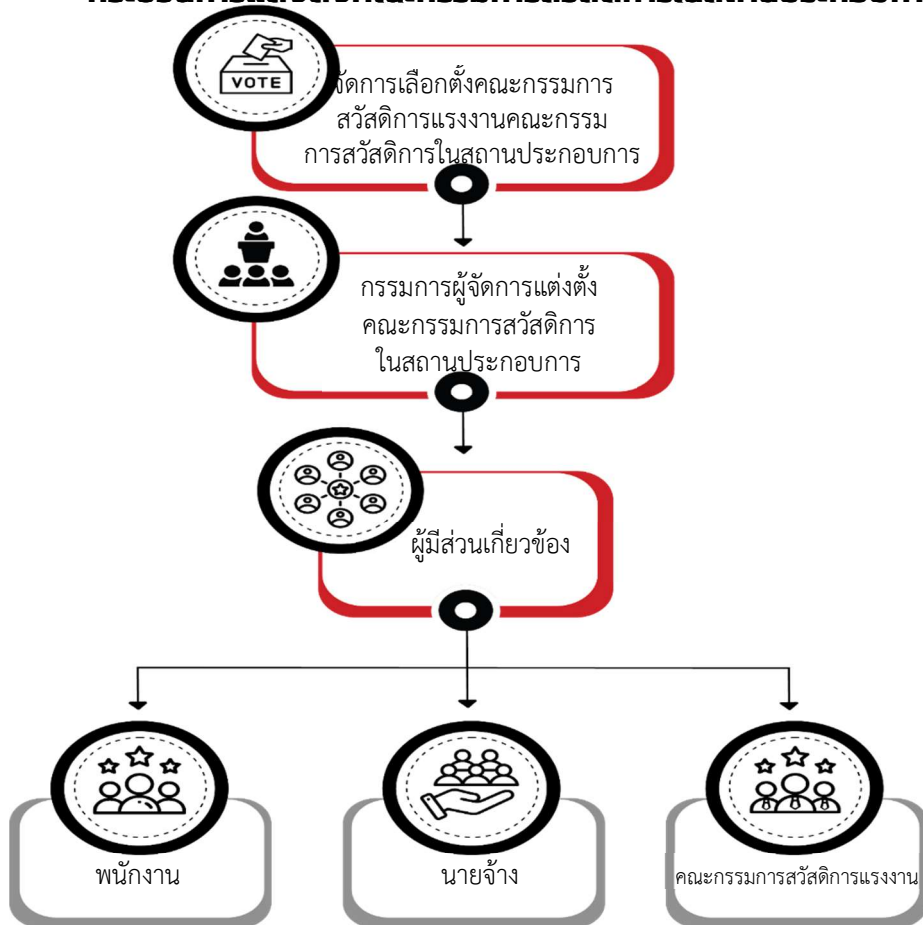 VOTE
จัดการเลือกตั้งคณะกรรมการ
สวัสดิการแรงงานคณะกรรม
การสวัสดิการในสถานประกอบการ
กรรมการผู้จัดการแต่งตั้ง
คณะกรรมการสวัสดิการ
ในสถานประกอบการ
ผู้มีส่วนเกี่ยวข้อง
พนักงาน
นายจ้าง
คณะกรรมการสวัสดิการแรงงาน